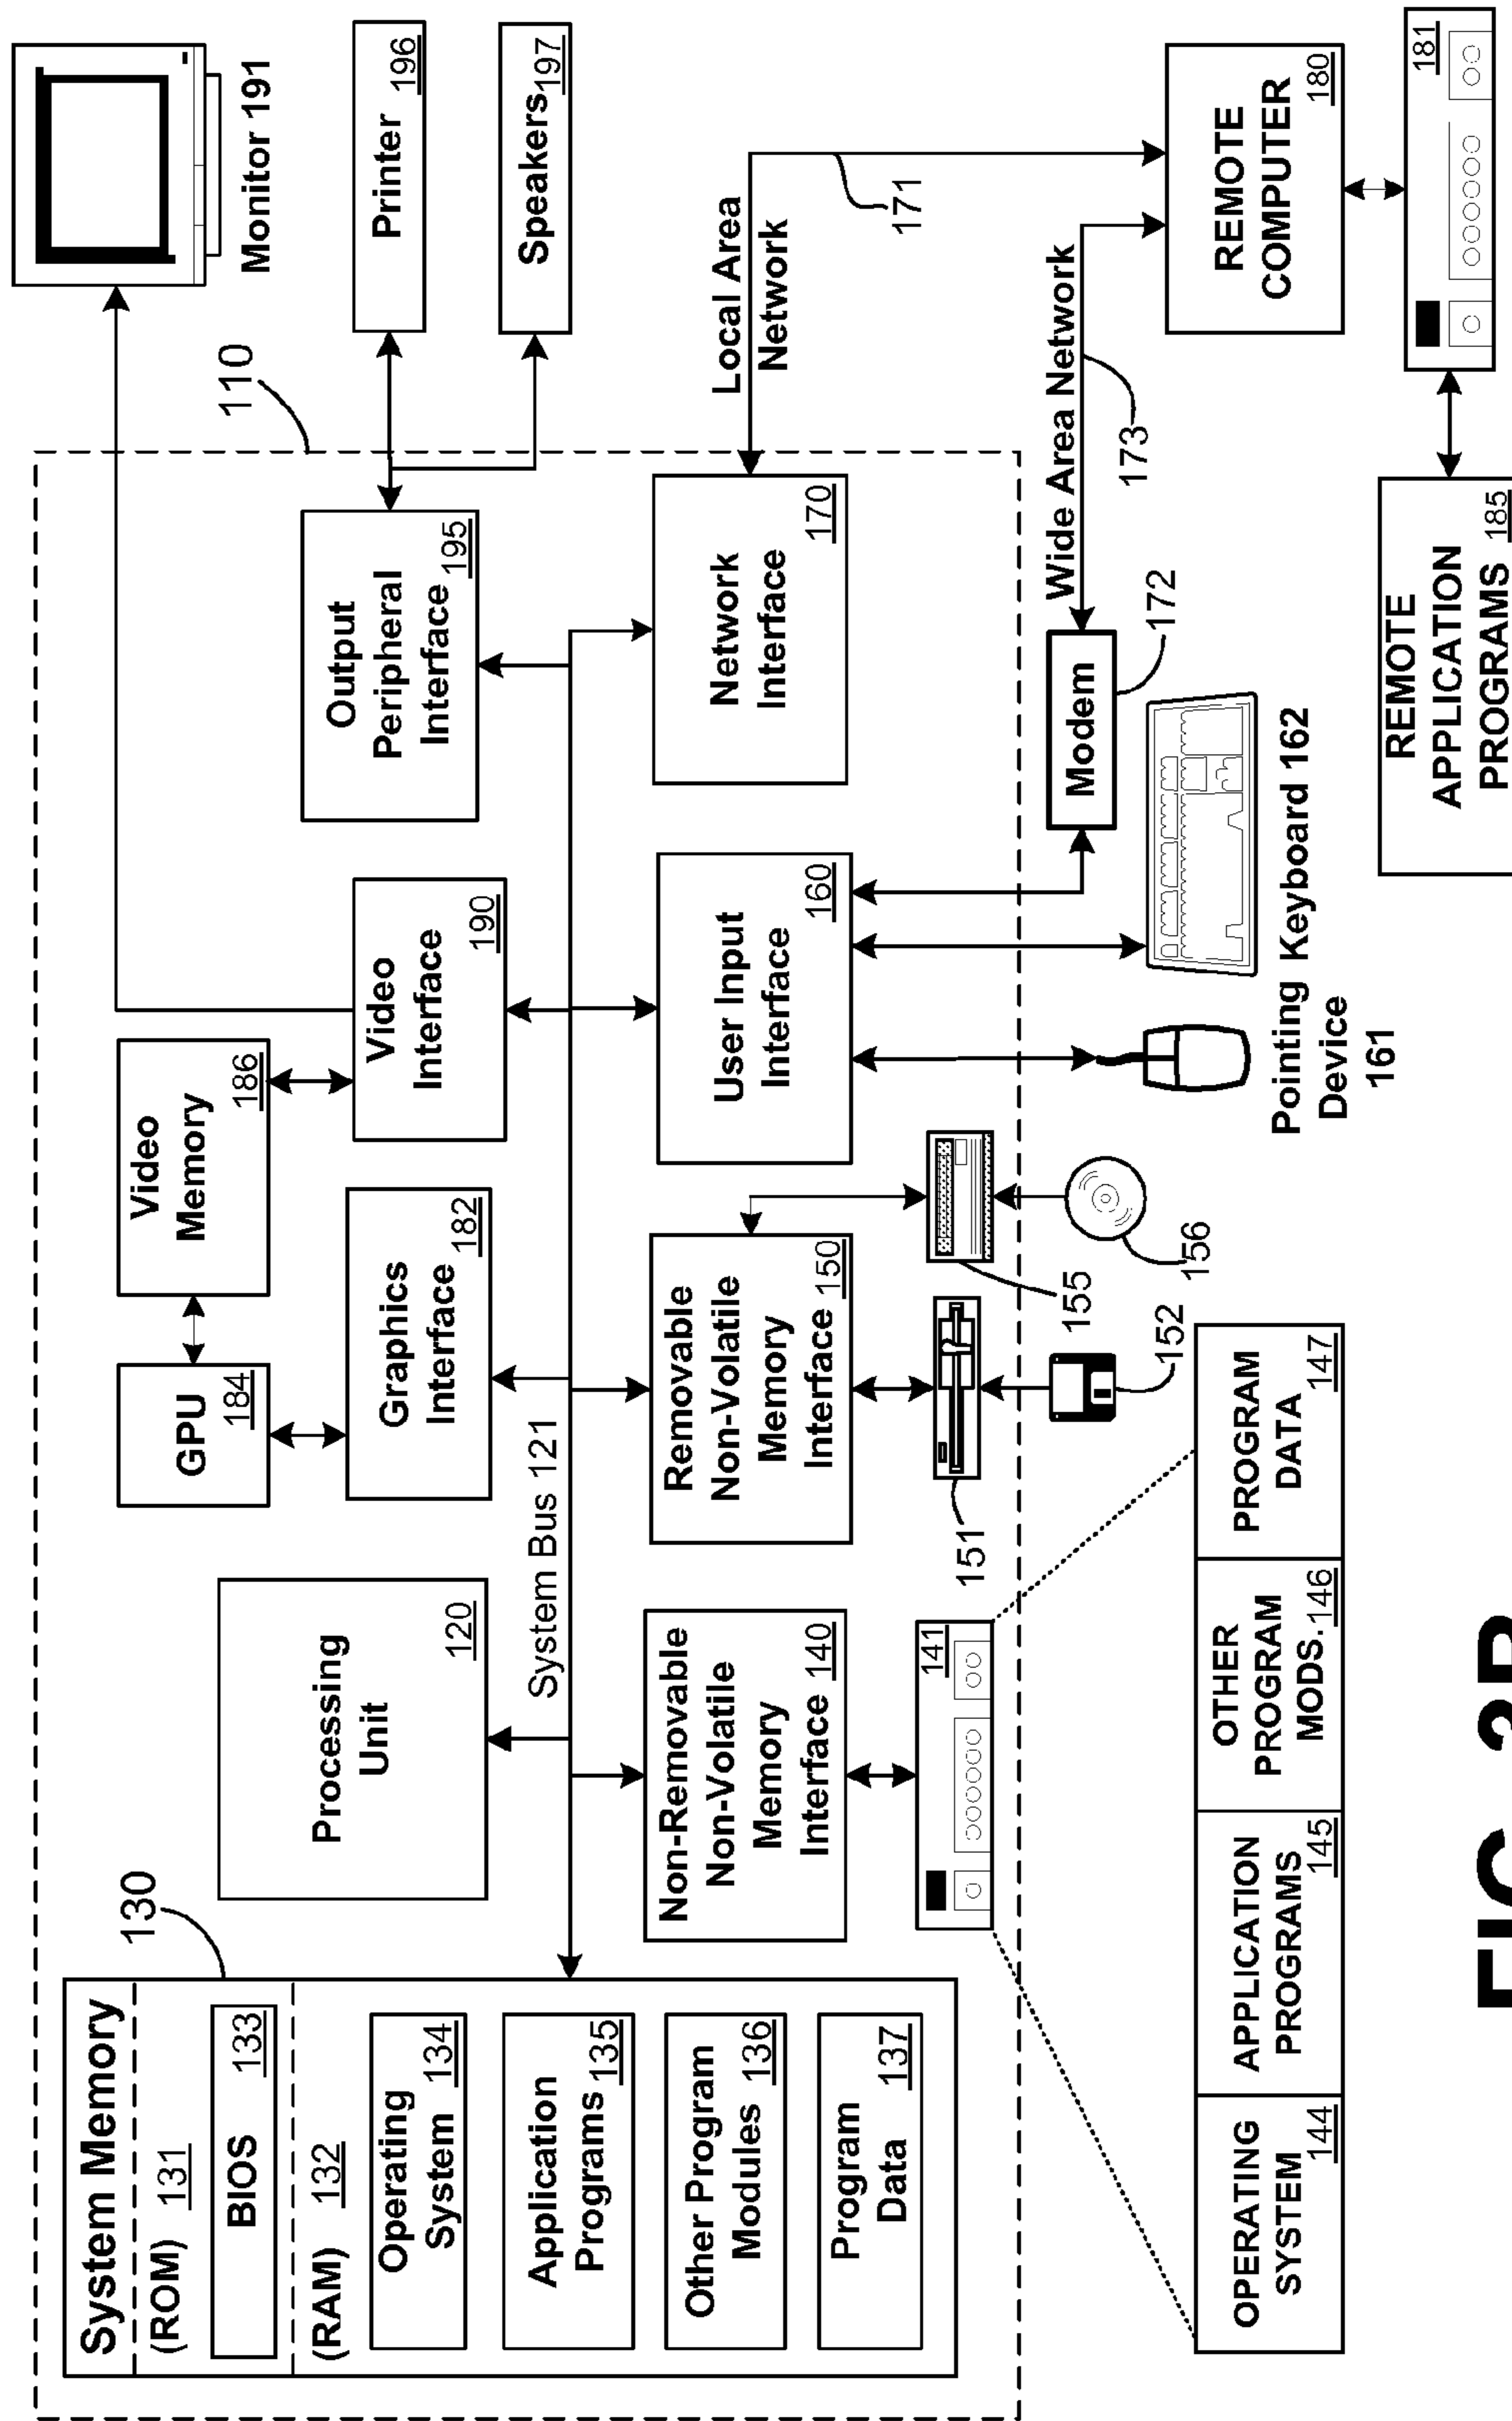 System Memory
130
(ROM) 131
BIOS 133
(RAM) 132
Operating
System 134
Application
Programs 135
Other Program
Modules 136
Program
Data 137
Processing
Unit
120
System Bus 121
GPU
184
Video
Memory
186
Graphics
Interface
182
Video
Interface
190
Output
Peripheral
Interface 195
110
Monitor 191
Printer
196
Speakers 197
Non-Removable
Non-Volatile
Memory
Interface 140
Removable
Non-Volatile
Memory
Interface 150
User Input
Interface
160
Network
Interface
170
Local Area
Network
171
141
151
152
155
156
Wide Area Network
173
Modem
172
Pointing
Device
161
Keyboard 162
REMOTE
COMPUTER
180
181
REMOTE
APPLICATION
PROGRAMS 185
OPERATING
SYSTEM
144
APPLICATION
PROGRAMS
145
OTHER
PROGRAM
MODS. 146
PROGRAM
DATA
147